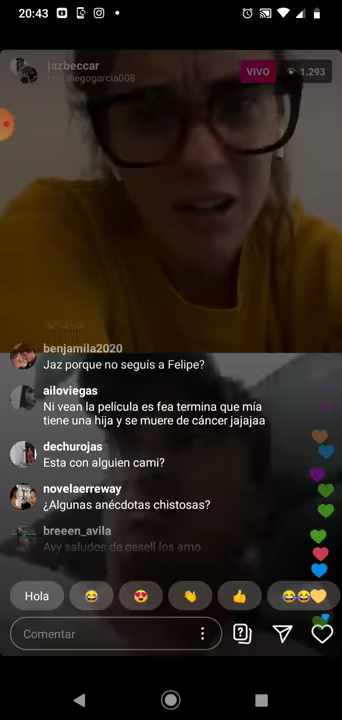 20:43
jazbeccar
con diegogarcia008
VIVO
1.293
benjamila2020
Jaz porque no seguís a Felipe?
ailoviegas
Ni vean la película es fea termina que mía
tiene una hija y se muere de cáncer jajajaa
dechurojas
Esta con alguien cami?
novelaerreway
¿Algunas anécdotas chistosas?
breeen_avila
Avy saludos de gesell los amo
Hola
Comentar